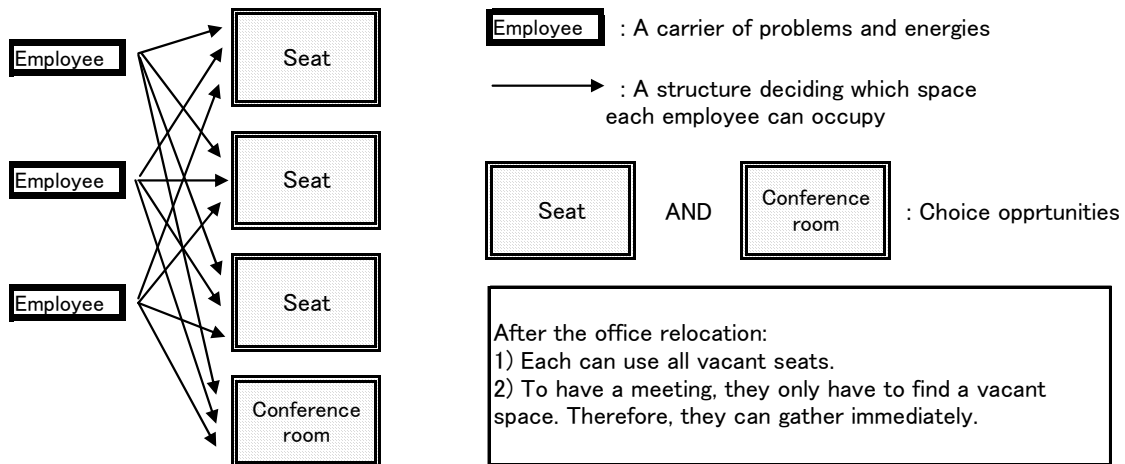 Employee
Employee
Employee
Seat
Seat
Seat
Conference
room
Employee : A carrier of problems and energies
: A structure deciding which space
each employee can occupy
Seat AND Conference
room : Choice opprtunities
After the office relocation:
1) Each can use all vacant seats.
2) To have a meeting, they only have to find a vacant
space. Therefore, they can gather immediately.